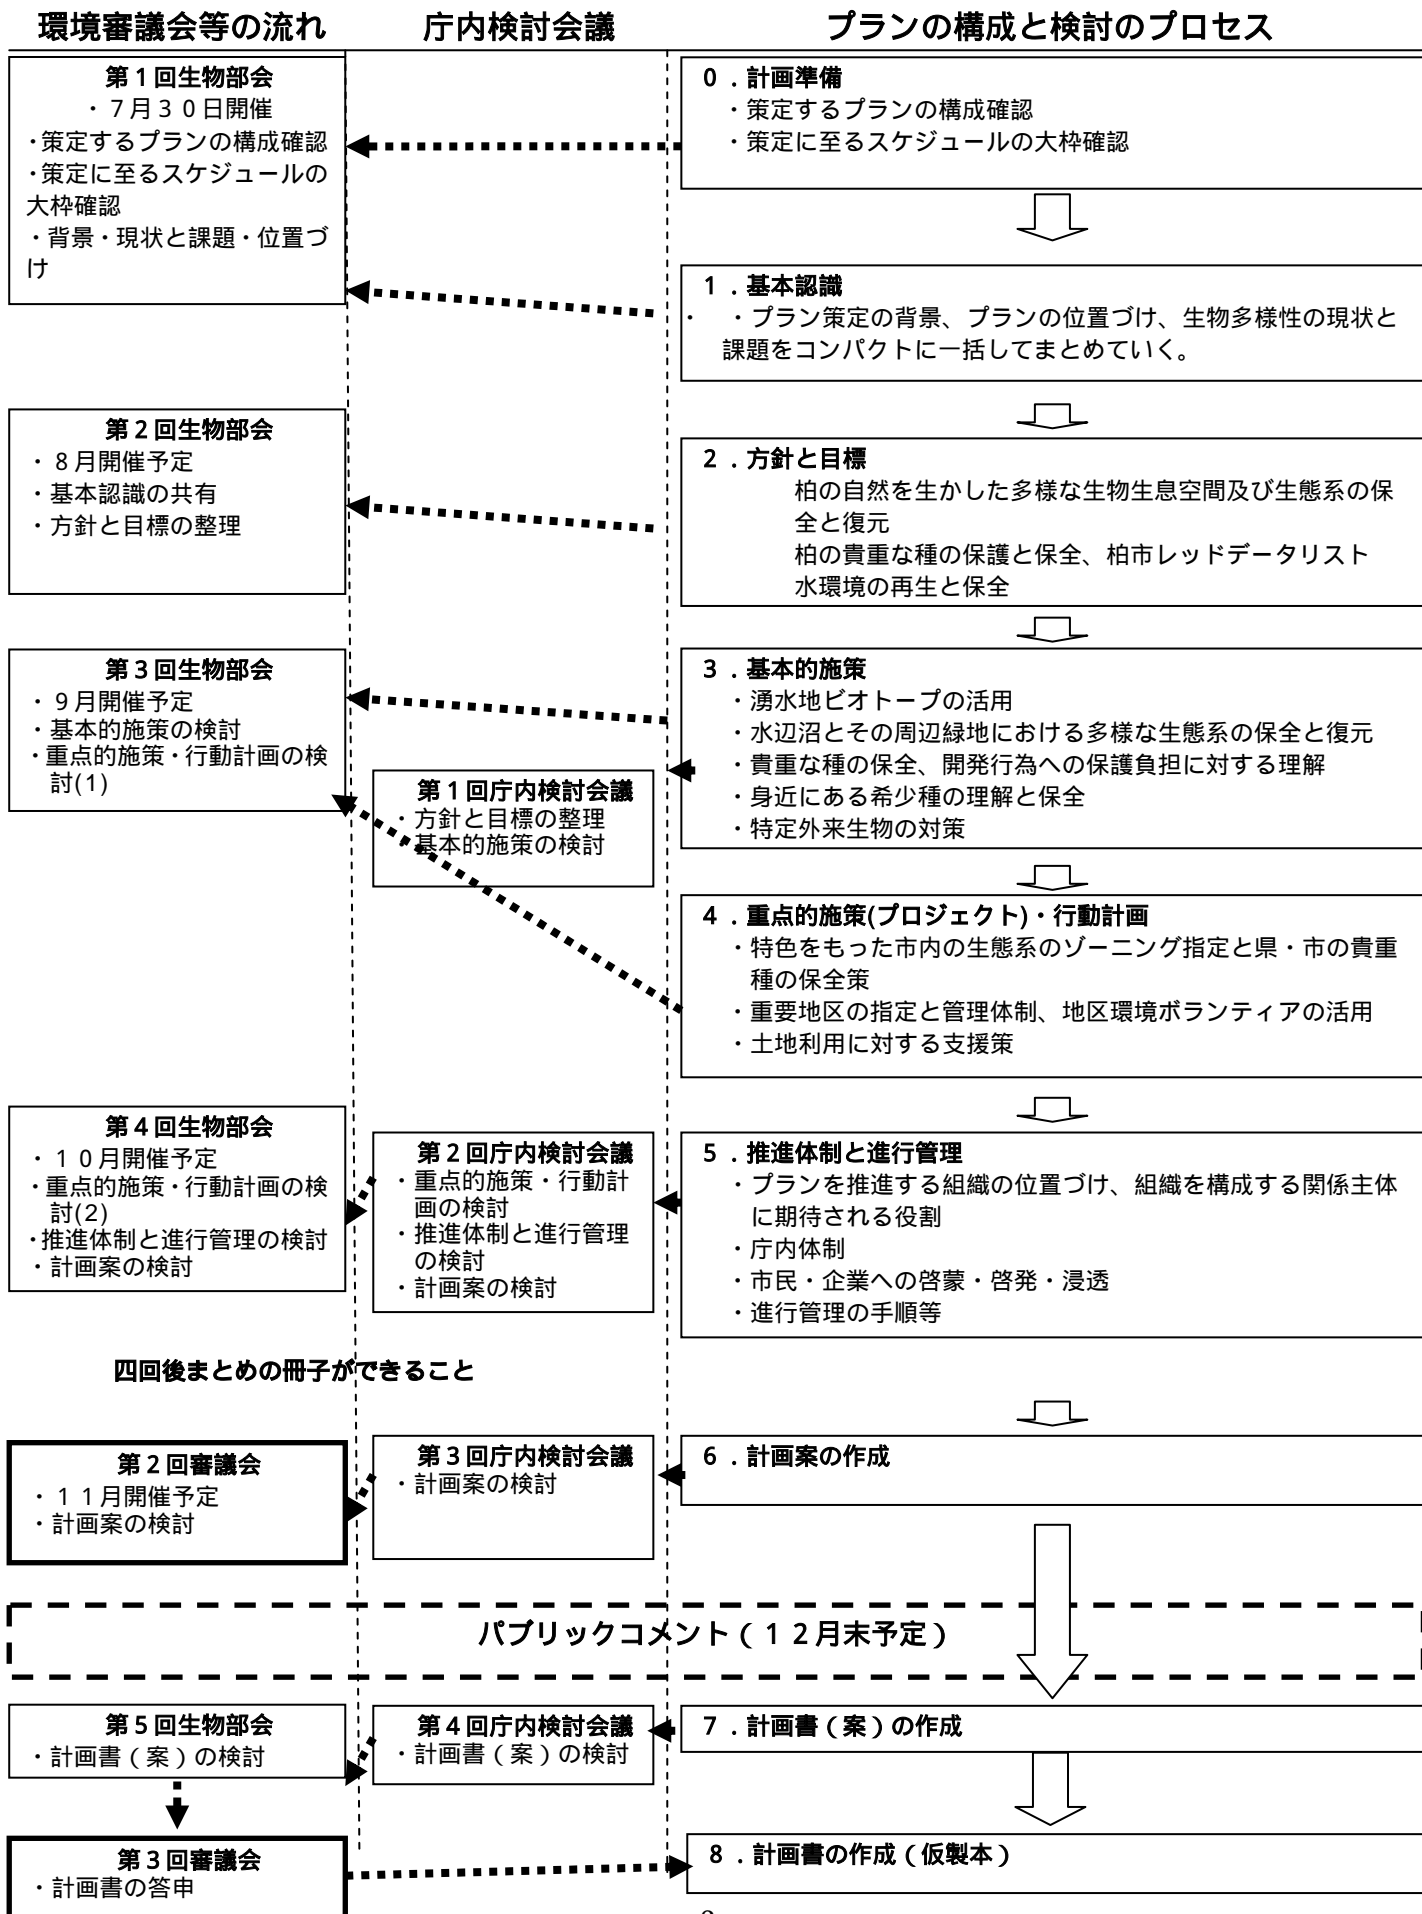 環境審議会等の流れ
庁内検討会議
プランの構成と検討のプロセス
第１回生物部会
・７月３０日開催
・策定するプランの構成確認
・策定に至るスケジュールの
大枠確認
・背景・現状と課題・位置づ
け
０．計画準備
・策定するプランの構成確認
・策定に至るスケジュールの大枠確認
１．基本認識
・　・プラン策定の背景、プランの位置づけ、生物多様性の現状と
課題をコンパクトに一括してまとめていく。
第２回生物部会
・８月開催予定
・基本認識の共有
・方針と目標の整理
２．方針と目標
柏の自然を生かした多様な生物生息空間及び生態系の保
全と復元
柏の貴重な種の保護と保全、柏市レッドデータリスト
水環境の再生と保全
第３回生物部会
・９月開催予定
・基本的施策の検討
・重点的施策・行動計画の検
討(1)
第１回庁内検討会議
・方針と目標の整理
・基本的施策の検討
３．基本的施策
・湧水地ビオトープの活用
・水辺沼とその周辺緑地における多様な生態系の保全と復元
・貴重な種の保全、開発行為への保護負担に対する理解
・身近にある希少種の理解と保全
・特定外来生物の対策
４．重点的施策(プロジェクト)・行動計画
・特色をもった市内の生態系のゾーニング指定と県・市の貴重
種の保全策
・重要地区の指定と管理体制、地区環境ボランティアの活用
・土地利用に対する支援策
第４回生物部会
・１０月開催予定
・重点的施策・行動計画の検
討(2)
・推進体制と進行管理の検討
・計画案の検討
第２回庁内検討会議
・重点的施策・行動計
画の検討
・推進体制と進行管理
の検討
・計画案の検討
５．推進体制と進行管理
・プランを推進する組織の位置づけ、組織を構成する関係主体
に期待される役割
・庁内体制
・市民・企業への啓蒙・啓発・浸透
・進行管理の手順等
四回後まとめの冊子ができること
第２回審議会
・１１月開催予定
・計画案の検討
第３回庁内検討会議
・計画案の検討
６．計画案の作成
パブリックコメント（１２月末予定）
第５回生物部会
・計画書（案）の検討
第４回庁内検討会議
・計画書（案）の検討
７．計画書（案）の作成
第３回審議会
・計画書の答申
８．計画書の作成（仮製本）